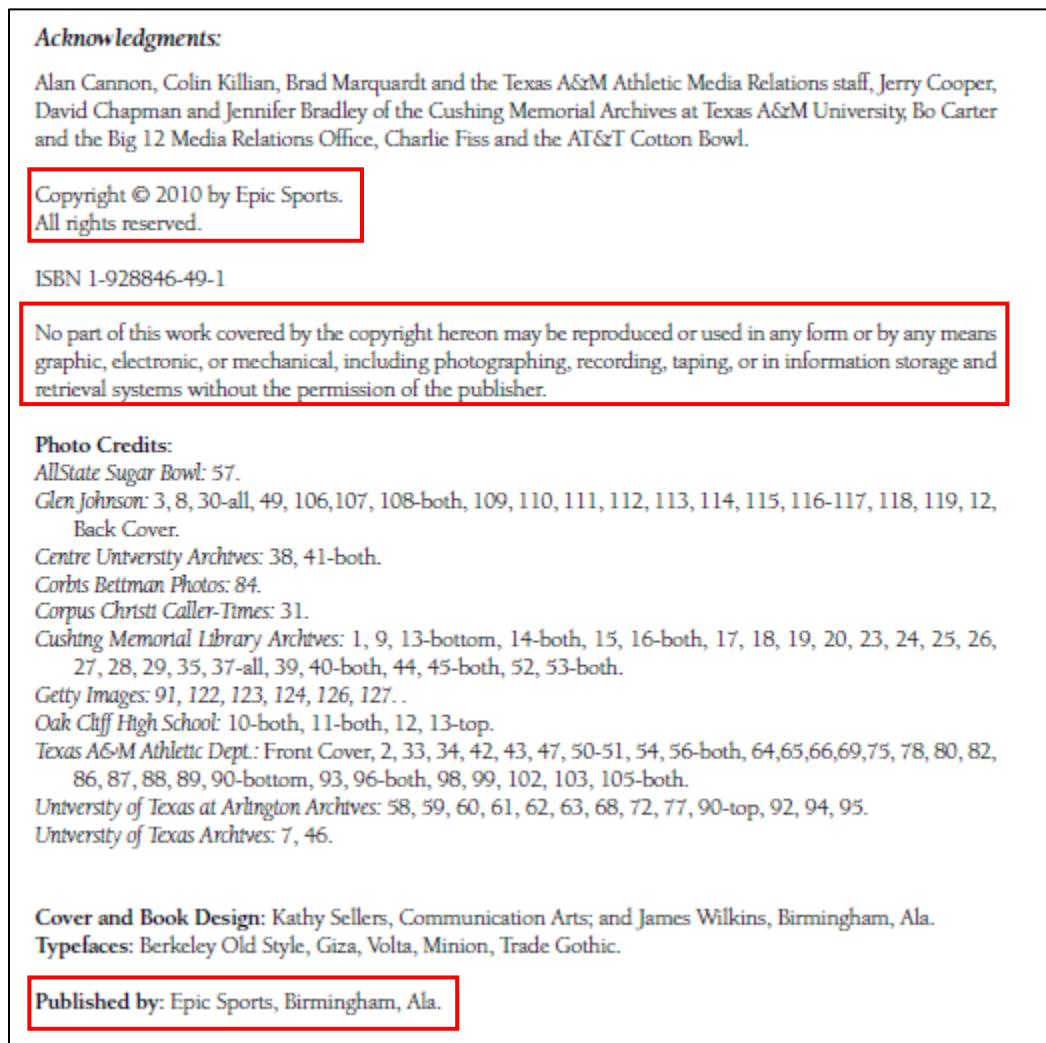 Acknowledgments:
Alan Cannon, Colin Killian, Brad Marquardt and the Texas A&M Athletic Media Relations staff, Jerry Cooper,
David Chapman and Jennifer Bradley of the Cushing Memorial Archives at Texas A&M University, Bo Carter
and the Big 12 Media Relations Office, Charlie Fiss and the AT&T Cotton Bowl.
Copyright © 2010 by Epic Sports.
All rights reserved.
ISBN 1-928846-49-1
No part of this work covered by the copyright hereon may be reproduced or used in any form or by any means
graphic, electronic, or mechanical, including photographing, recording, taping, or in information storage and
retrieval systems without the permission of the publisher.
Photo Credits:
AllState Sugar Bowl: 57.
Glen Johnson: 3, 8, 30-all, 49, 106,107, 108-both, 109, 110, 111, 112, 113, 114, 115, 116-117, 118, 119, 12,
Back Cover.
Centre University Archives: 38, 41-both.
Corbis Bettman Photos: 84.
Corpus Christi Caller-Times: 31.
Cushing Memorial Library Archives: 1, 9, 13-bottom, 14-both, 15, 16-both, 17, 18, 19, 20, 23, 24, 25, 26,
27, 28, 29, 35, 37-all, 39, 40-both, 44, 45-both, 52, 53-both.
Getty Images: 91, 122, 123, 124, 126, 127. .
Oak Cliff High School: 10-both, 11-both, 12, 13-top.
Texas A&M Athletic Dept.: Front Cover, 2, 33, 34, 42, 43, 47, 50-51, 54, 56-both, 64,65,66,69,75, 78, 80, 82,
86, 87, 88, 89, 90-bottom, 93, 96-both, 98, 99, 102, 103, 105-both.
University of Texas at Arlington Archives: 58, 59, 60, 61, 62, 63, 68, 72, 77, 90-top, 92, 94, 95.
University of Texas Archives: 7, 46.
Cover and Book Design: Kathy Sellers, Communication Arts; and James Wilkins, Birmingham, Ala.
Typefaces: Berkeley Old Style, Giza, Volta, Minion, Trade Gothic.
Published by: Epic Sports, Birmingham, Ala.